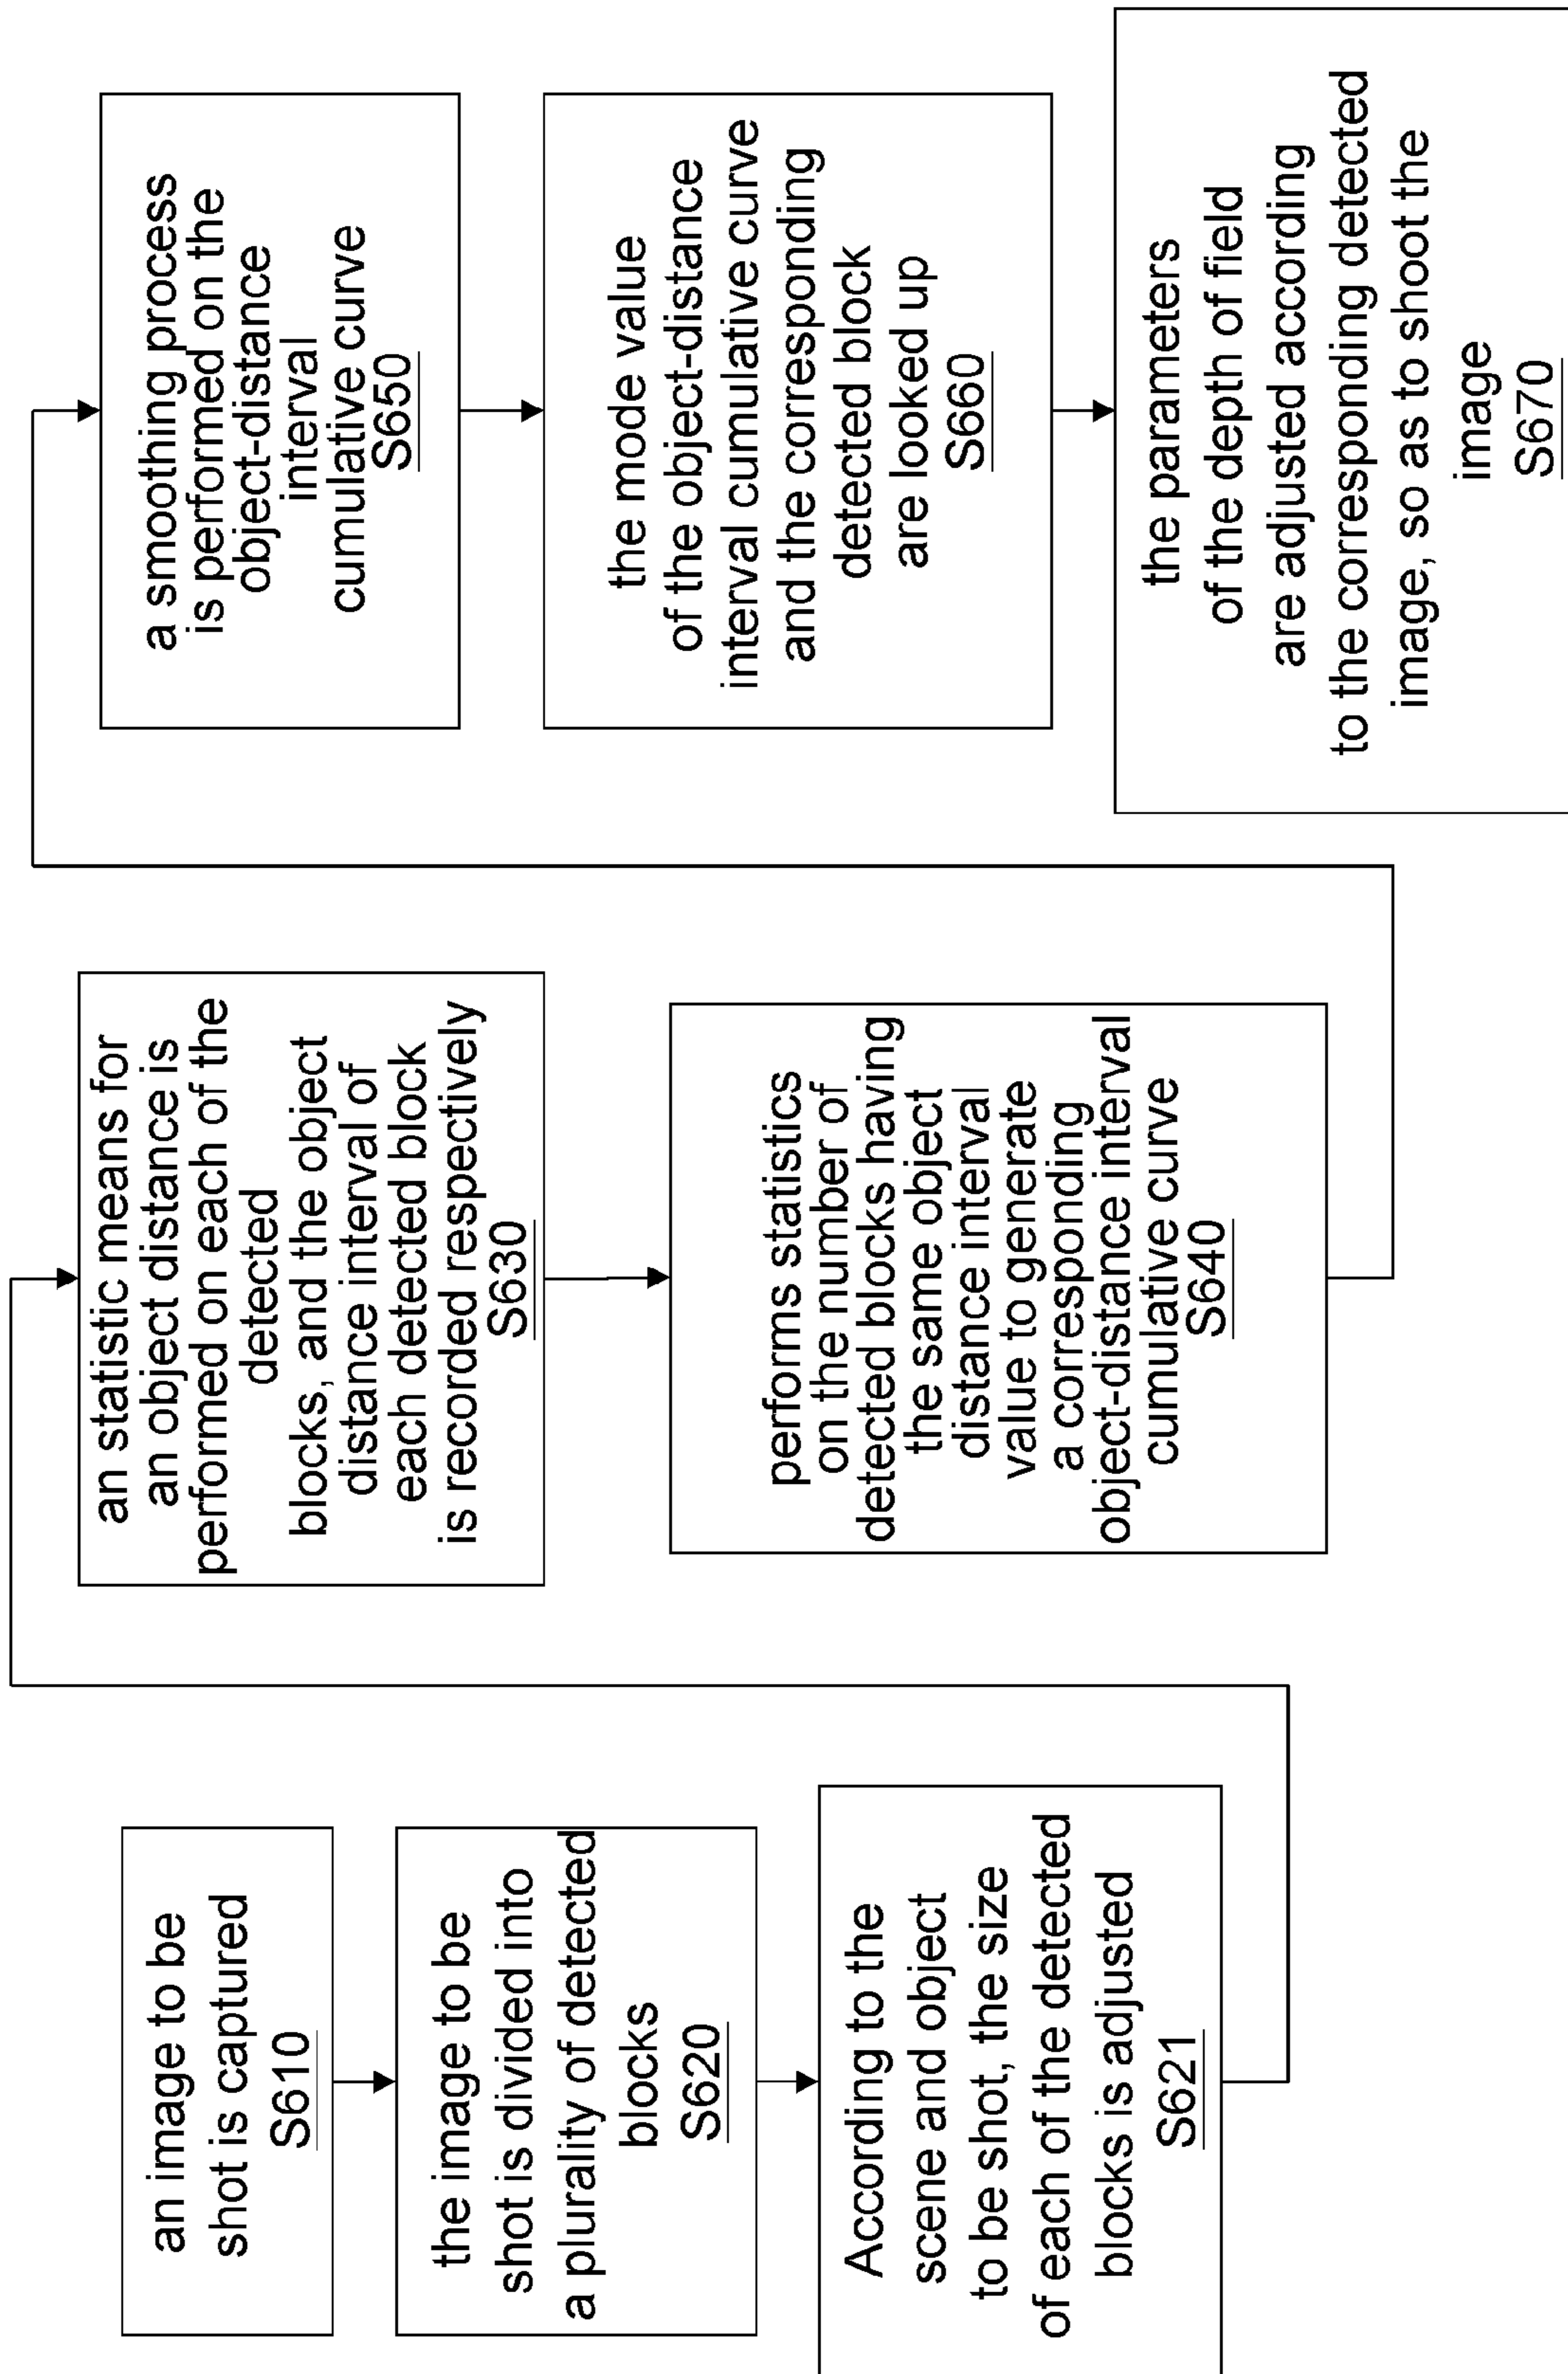 an image to be
shot is captured
S610
the image to be
shot is divided into
a plurality of detected
blocks
S620
According to the
scene and object
to be shot, the size
of each of the detected
blocks is adjusted
S621
an statistic means for
an object distance is
performed on each of the
detected
blocks, and the object
distance interval of
each detected block
is recorded respectively
S630
performs statistics
on the number of
detected blocks having
the same object
distance interval
value to generate
a corresponding
object-distance interval
cumulative curve
S640
a smoothing process
is performed on the
object-distance
interval
cumulative curve
S650
the mode value
of the object-distance
interval cumulative curve
and the corresponding
detected block
are looked up
S660
the parameters
of the depth of field
are adjusted according
to the corresponding detected
image, so as to shoot the
image
S670